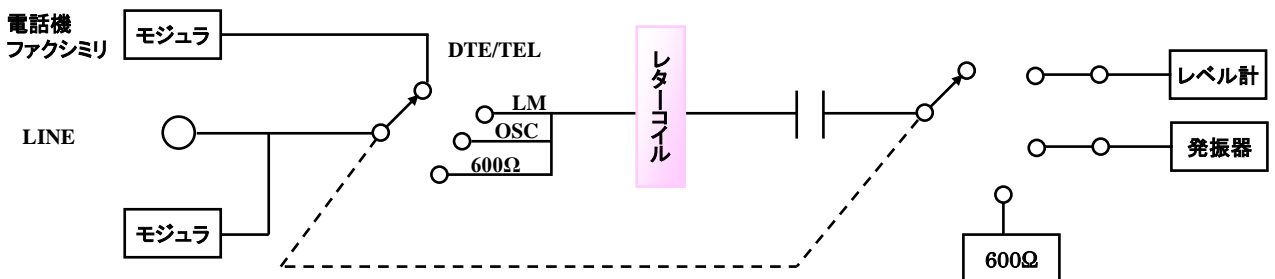 電話機
ファクシミリ
モジュラ
DTE/TEL
LINE
LM
OSC
600Ω
モジュラ
レターコイル
レベル計
発振器
600Ω